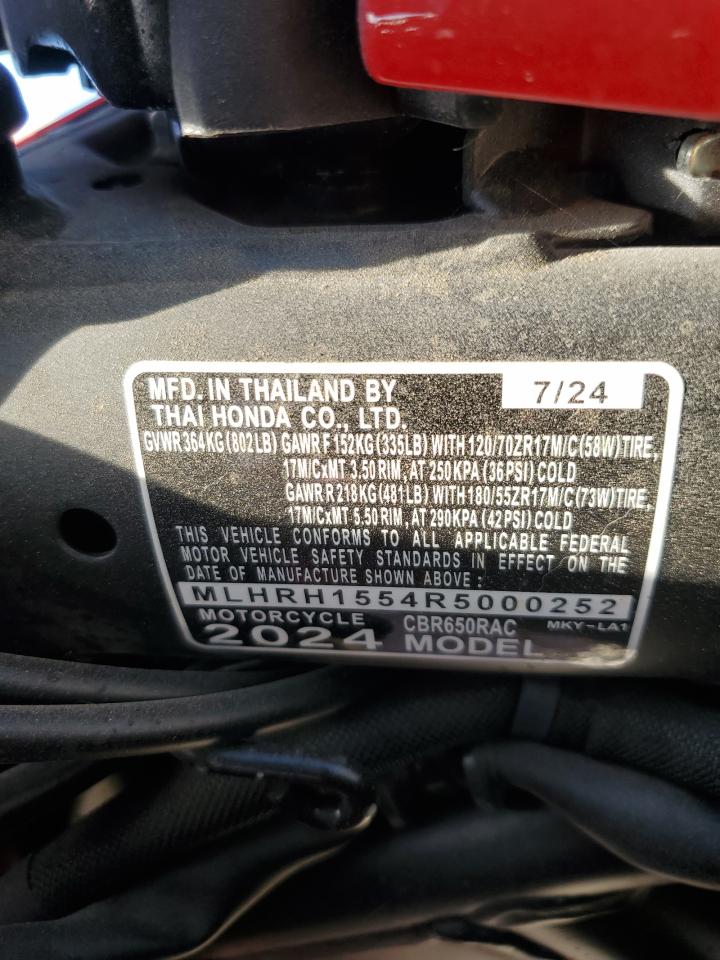 MFD. IN THAILAND BY 7/24
THAI HONDA CO., LTD.
GVWR 364 KG (802 LB) GAWR F 152 KG (335 LB) WITH 120/70ZR17M/C (58W) TIRE,
17M/CxMT 3.50 RIM, AT 250 KPA (36 PSI) COLD
GAWR R 218 KG (481 LB) WITH 180/55ZR17M/C (73W) TIRE,
17M/CxMT 5.50 RIM, AT 290 KPA (42 PSI) COLD
THIS VEHICLE CONFORMS TO ALL APPLICABLE FEDERAL
MOTOR VEHICLE SAFETY STANDARDS IN EFFECT ON THE
DATE OF MANUFACTURE SHOWN ABOVE :
MLHRH1554R5000252
MOTORCYCLE CBR650RAC MKY-LA1
2024 MODEL